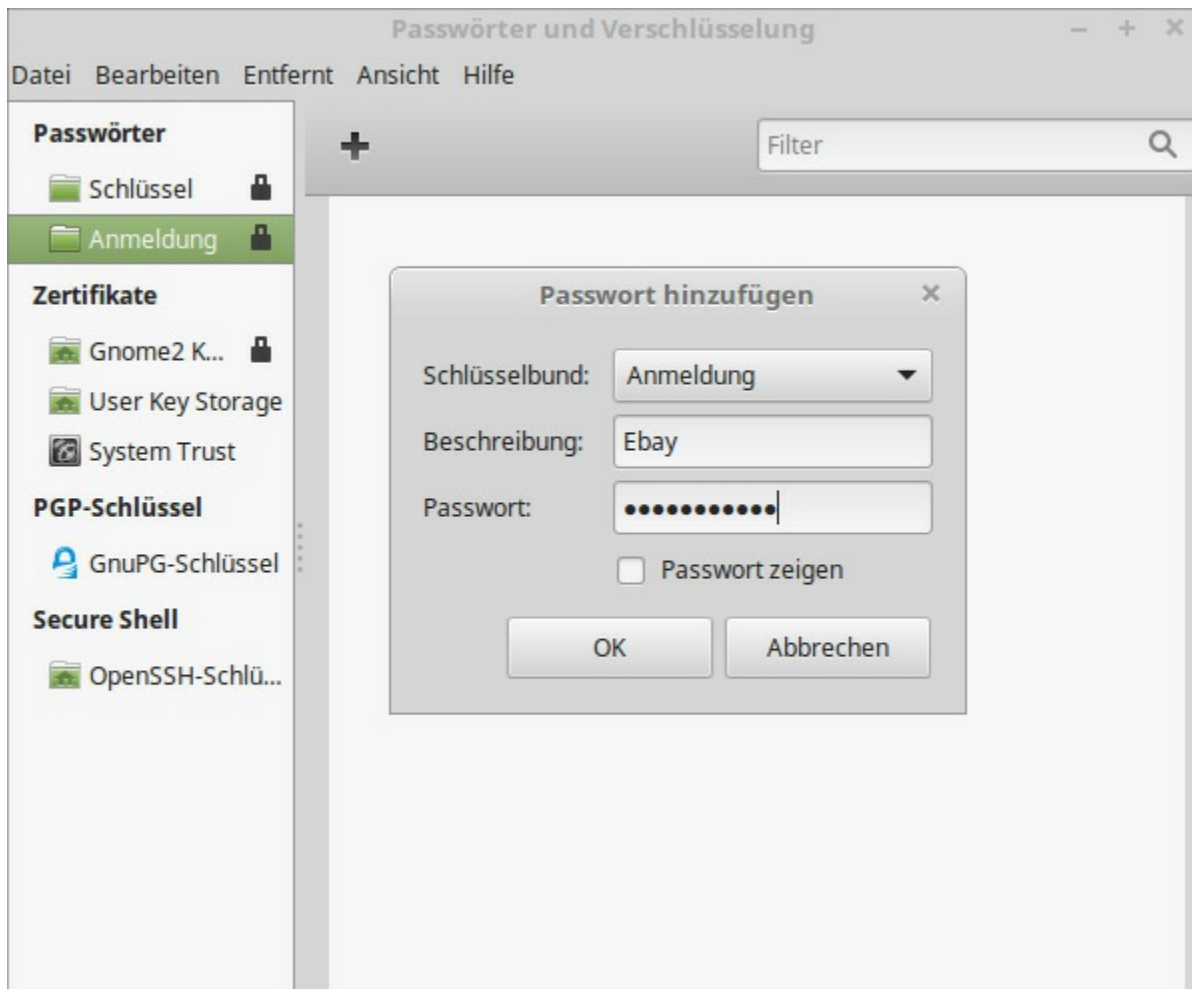 Passwörter und Verschlüsselung
Datei Bearbeiten Entfernt Ansicht Hilfe
Passwörter
Schlüssel
Anmeldung
Zertifikate
Gnome2 K...
User Key Storage
System Trust
PGP-Schlüssel
GnuPG-Schlüssel
Secure Shell
OpenSSH-Schlü...
Filter
Passwort hinzufügen
Schlüsselbund: Anmeldung
Beschreibung: Ebay
Passwort: •••••••••••
Passwort zeigen
OK Abbrechen